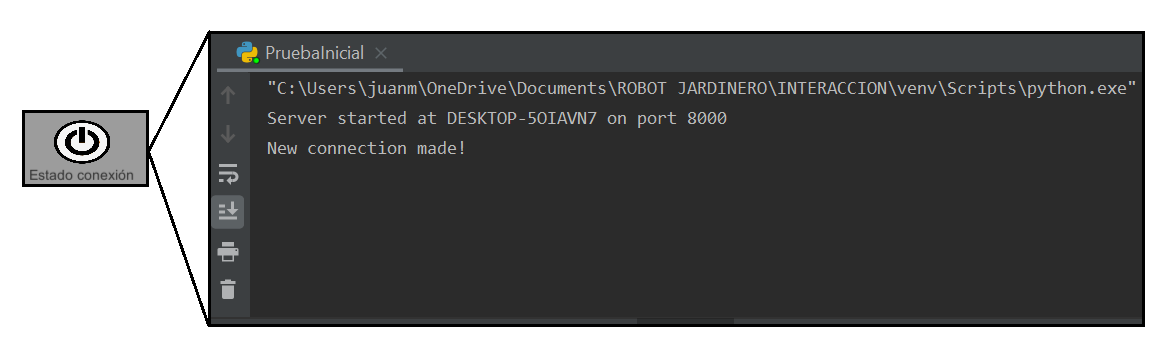 Estado conexión
PruebaInicial
"C:\Users\juanm\OneDrive\Documents\ROBOT JARDINERO\INTERACCION\venv\Scripts\python.exe"
Server started at DESKTOP-5OIAVN7 on port 8000
New connection made!